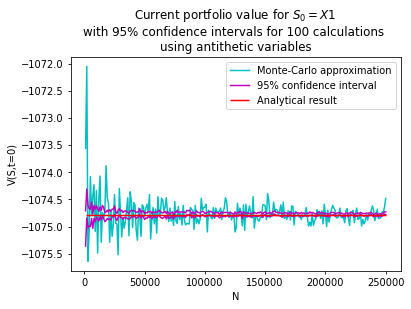 Current portfolio value for $S_0 = X1$
with 95% confidence intervals for 100 calculations
using antithetic variables
Monte-Carlo approximation
95% confidence interval
Analytical result
V(S,t=0)
−1072.0
−1072.5
−1073.0
−1073.5
−1074.0
−1074.5
−1075.0
−1075.5
0
50000
100000
150000
200000
250000
N